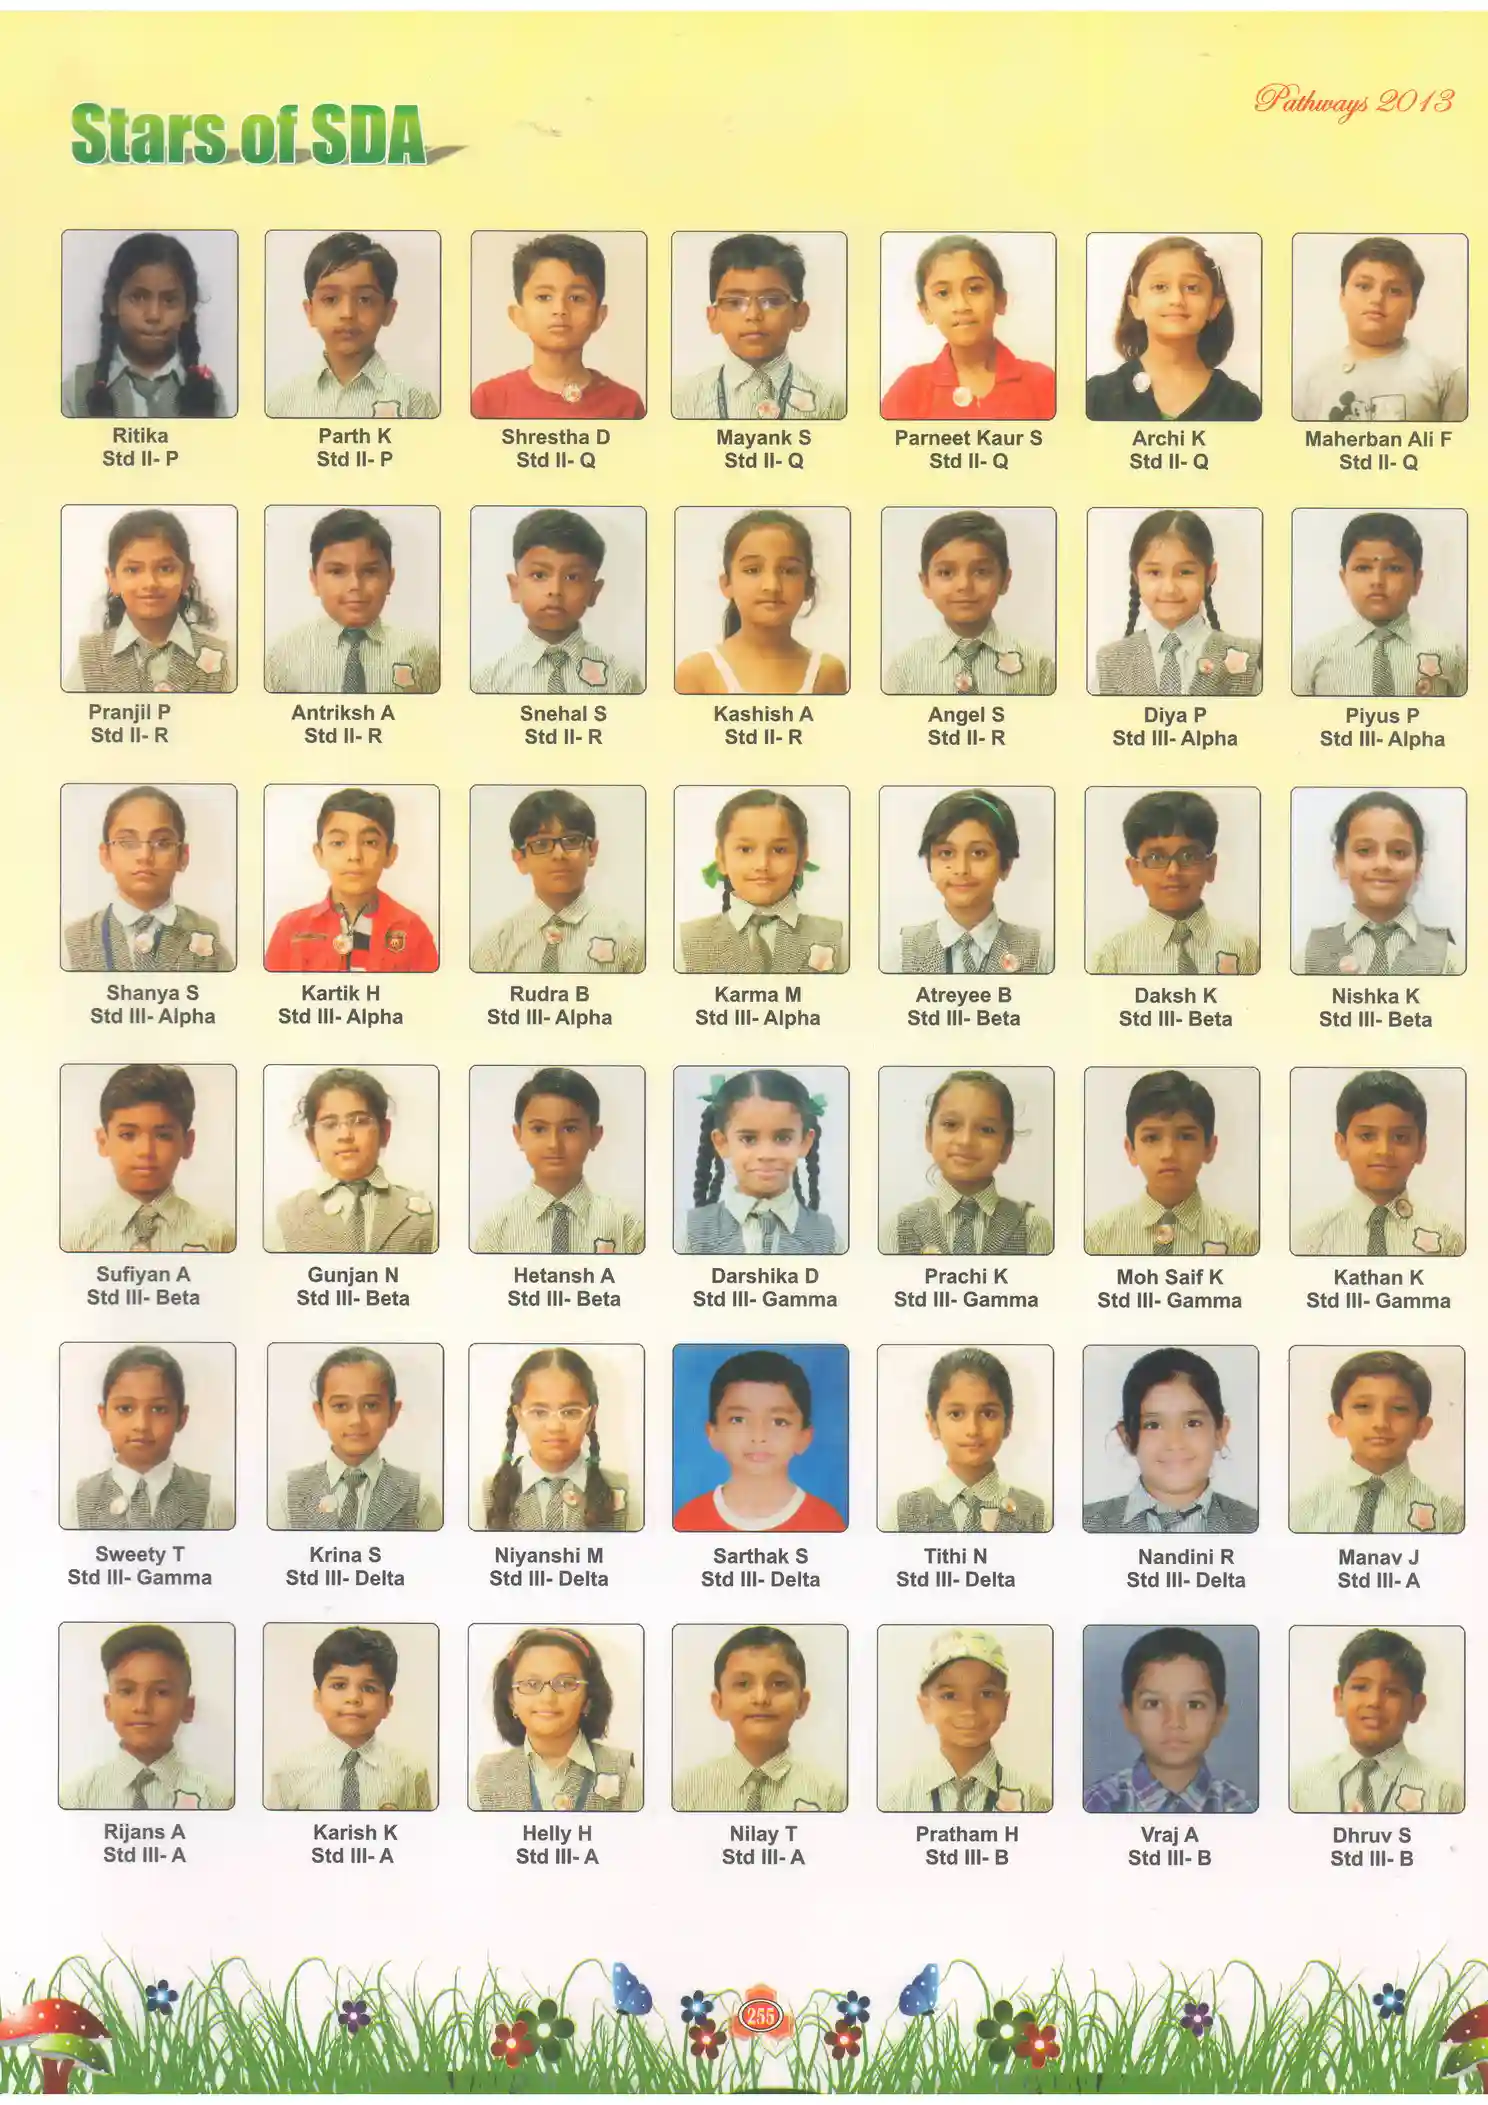 Pathways 2013
Stars of SDA
Ritika
Std II- P
Parth K
Std II- P
Shrestha D
Std II- Q
Mayank S
Std II- Q
Parneet Kaur S
Std II- Q
Archi K
Std II- Q
Maherban Ali F
Std II- Q
Pranjil P
Std II- R
Antriksh A
Std II- R
Snehal S
Std II- R
Kashish A
Std II- R
Angel S
Std II- R
Diya P
Std III- Alpha
Piyus P
Std III- Alpha
Shanya S
Std III- Alpha
Kartik H
Std III- Alpha
Rudra B
Std III- Alpha
Karma M
Std III- Alpha
Atreyee B
Std III- Beta
Daksh K
Std III- Beta
Nishka K
Std III- Beta
Sufiyan A
Std III- Beta
Gunjan N
Std III- Beta
Hetansh A
Std III- Beta
Darshika D
Std III- Gamma
Prachi K
Std III- Gamma
Moh Saif K
Std III- Gamma
Kathan K
Std III- Gamma
Sweety T
Std III- Gamma
Krina S
Std III- Delta
Niyanshi M
Std III- Delta
Sarthak S
Std III- Delta
Tithi N
Std III- Delta
Nandini R
Std III- Delta
Manav J
Std III- A
Rijans A
Std III- A
Karish K
Std III- A
Helly H
Std III- A
Nilay T
Std III- A
Pratham H
Std III- B
Vraj A
Std III- B
Dhruv S
Std III- B
255